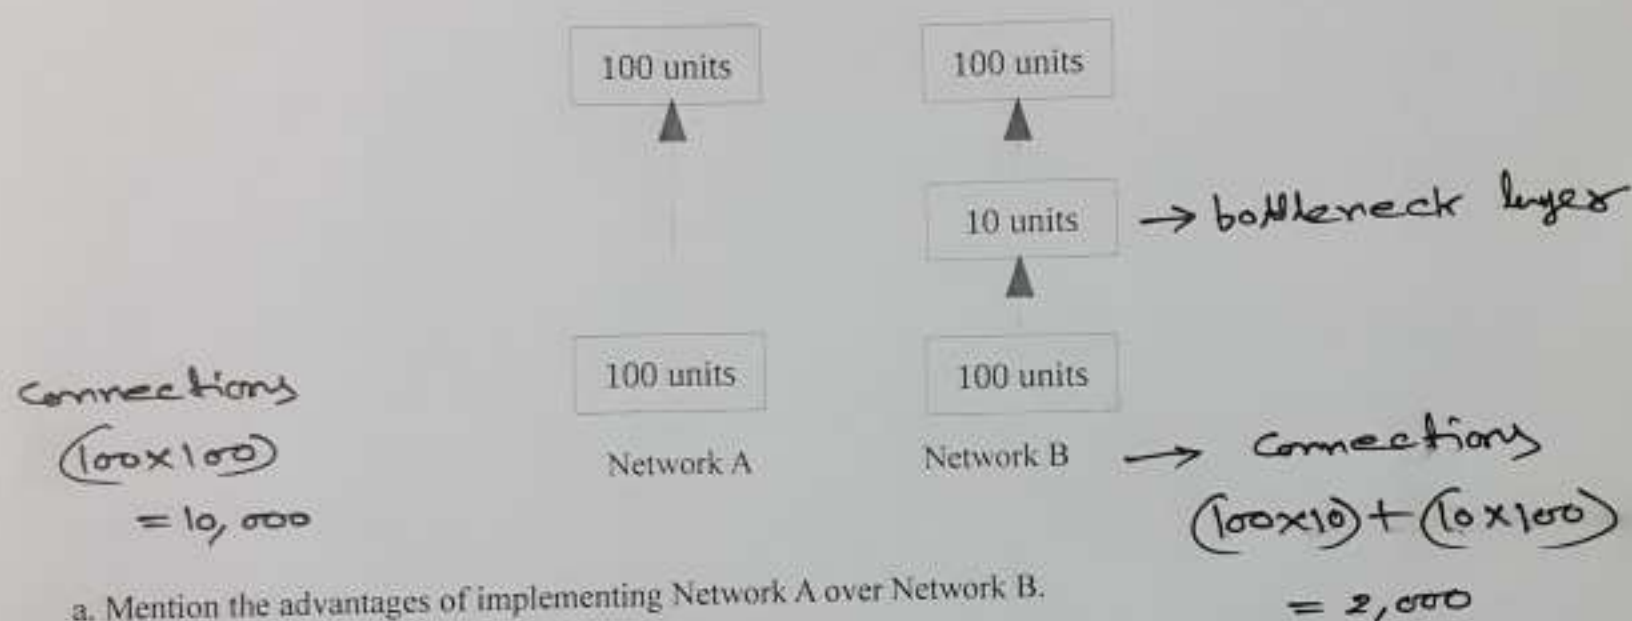 100 units
100 units
10 units
→ bottleneck layer
100 units
100 units
Network A
Network B
connections
(100×100)
= 10,000
→ connections
(100×10) + (10×100)
= 2,000
a. Mention the advantages of implementing Network A over Network B.